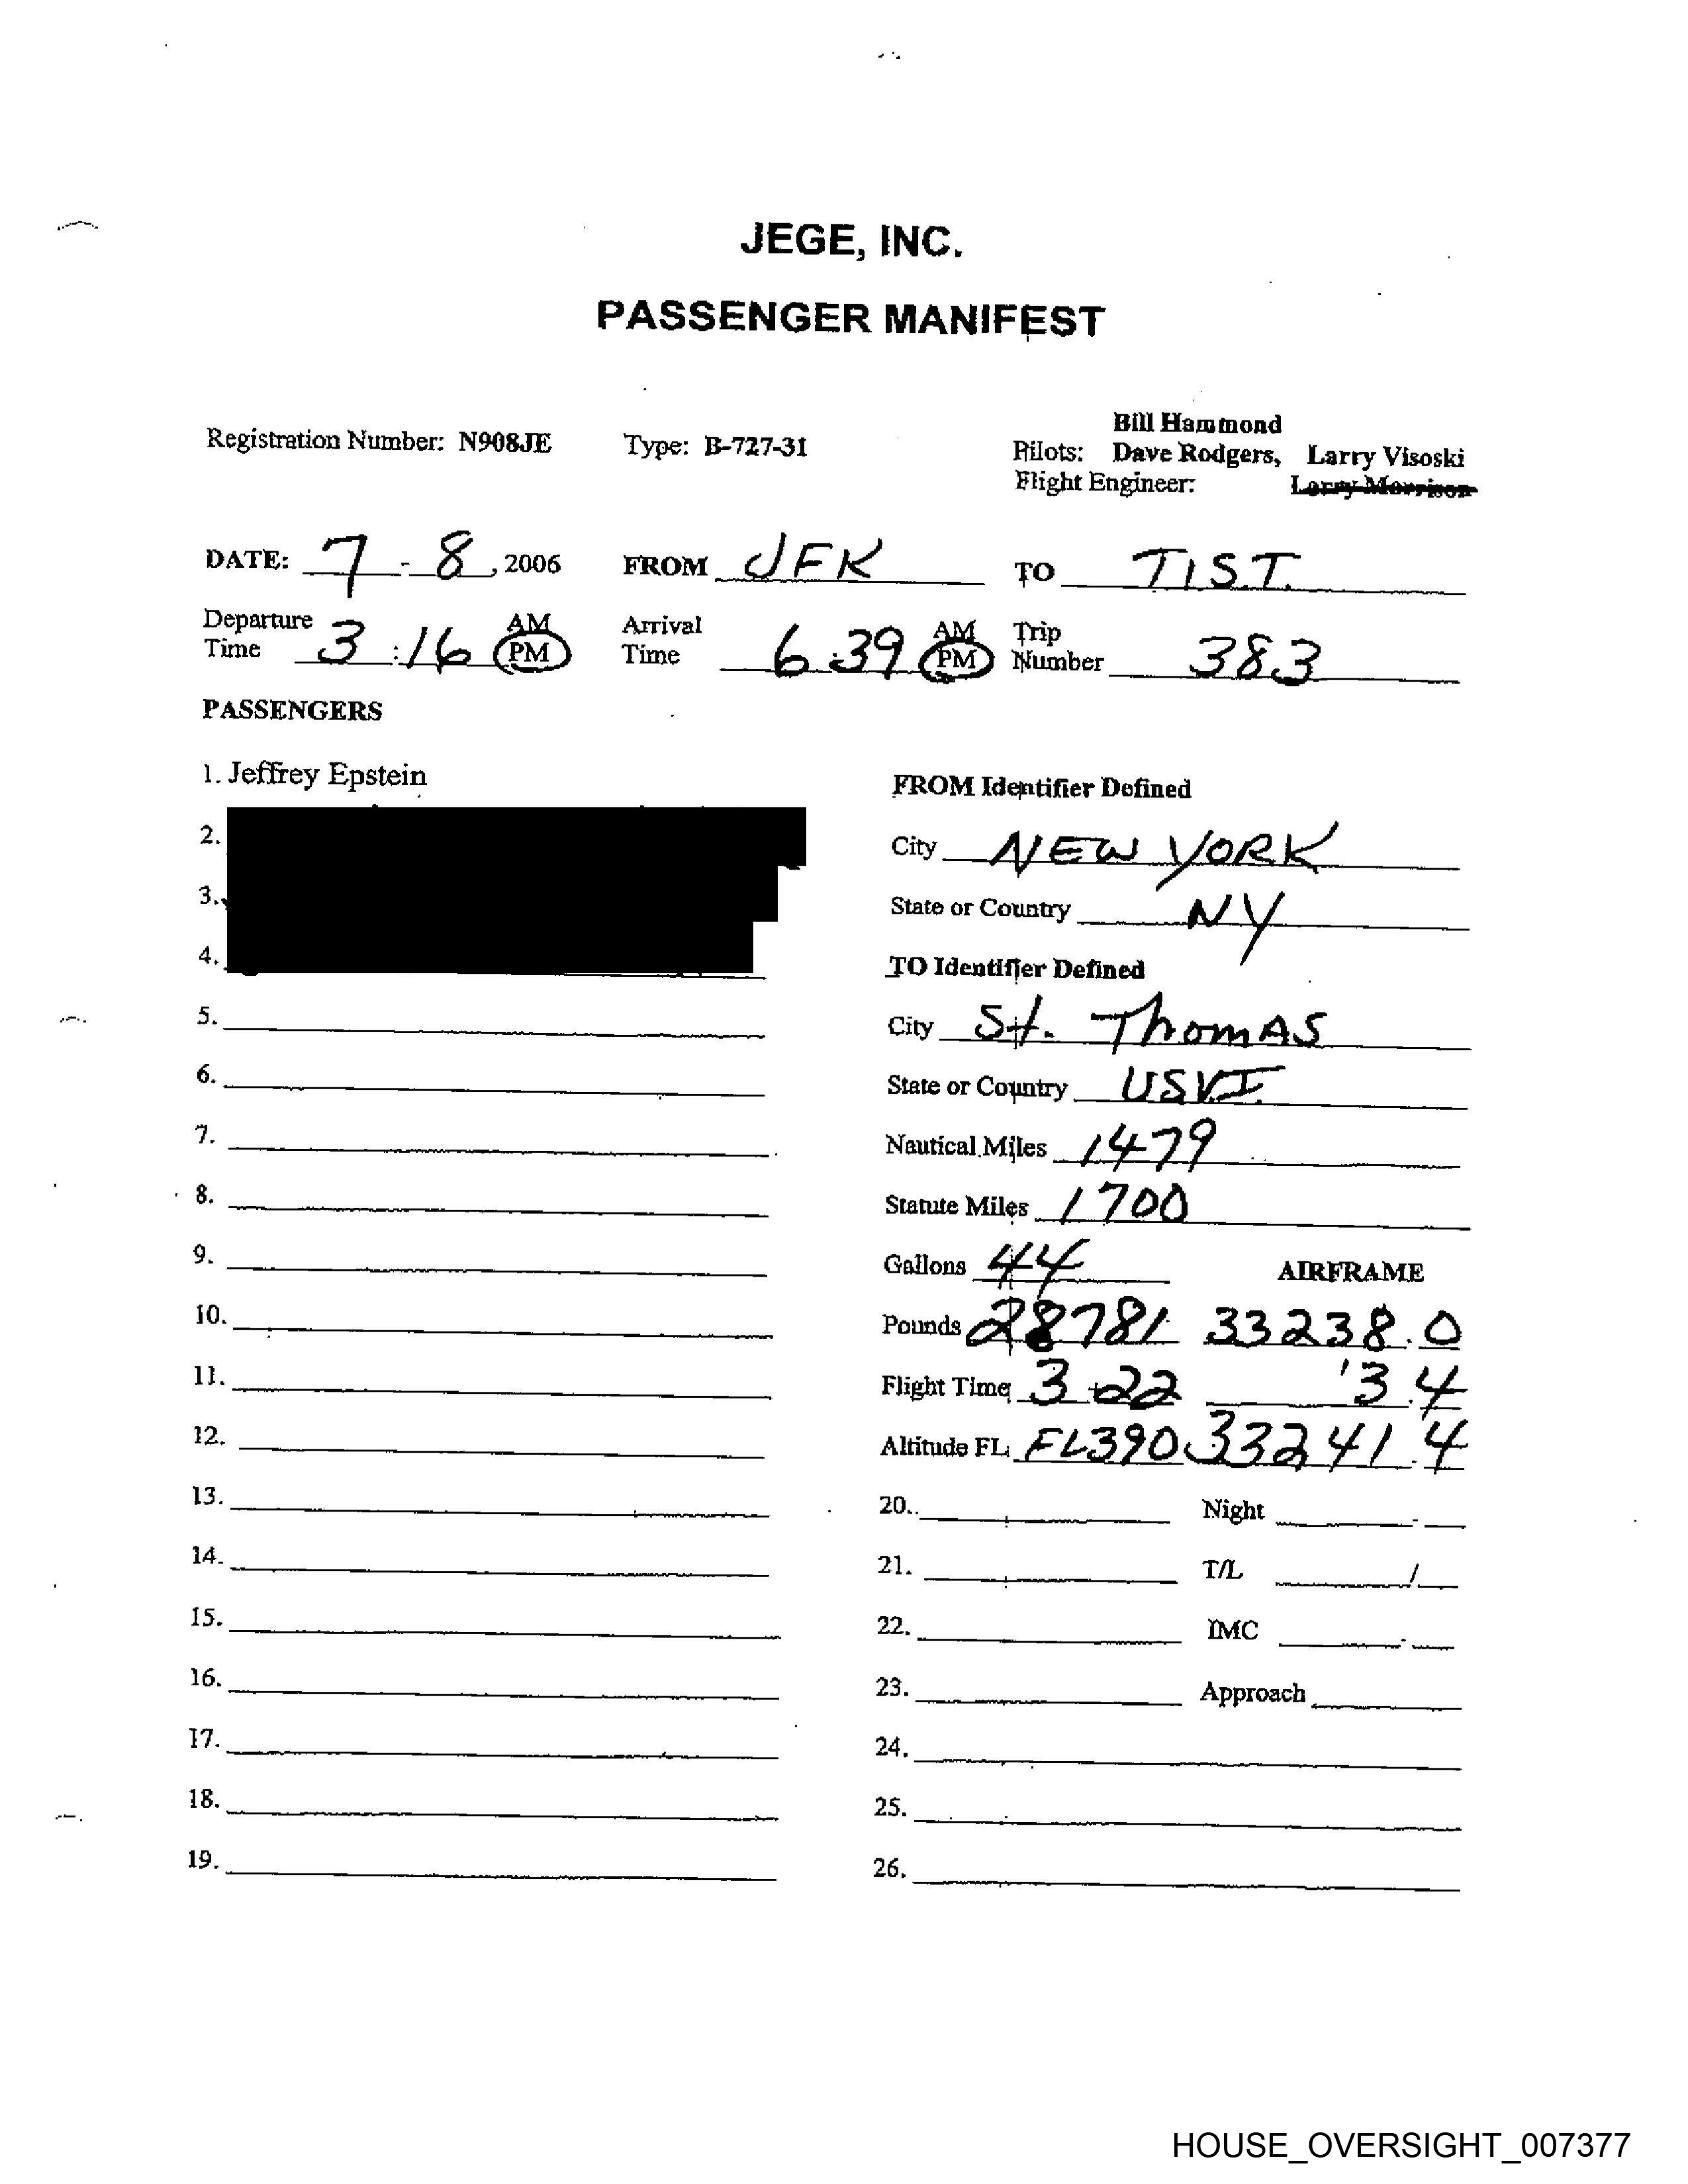 JEGE, INC.
PASSENGER MANIFEST
Bill Hammond
Registration Number: N908JE Type: B-727-31 Pilots: Dave Rodgers, Larry Visoski
Flight Engineer: Larry Morrison
DATE: 7 - 8, 2006 FROM JFK TO TIST.
Departure Time 3:16 AM PM Arrival Time 6:39 AM PM Trip Number 383
PASSENGERS
1. Jeffrey Epstein
2.
3.
4.
5.
6.
7.
8.
9.
10.
11.
12.
13.
14.
15.
16.
17.
18.
19.
FROM Identifier Defined
City NEW YORK
State or Country NY
TO Identifier Defined
City St. ThomAS
State or Country USVI.
Nautical Miles 1479
Statute Miles 1700
Gallons 44 AIRFRAME
Pounds 28781 33238.0
Flight Time 3+22 3.4
Altitude FL FL390 33241.4
20. Night
21. T/L /
22. IMC
23. Approach
24.
25.
26.
HOUSE_OVERSIGHT_007377